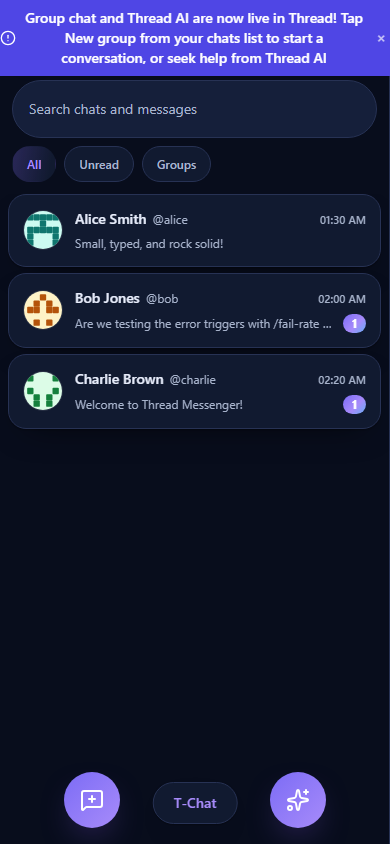 Group chat and Thread AI are now live in Thread! Tap
New group from your chats list to start a
conversation, or seek help from Thread AI
×
Search chats and messages
All Unread Groups
Alice Smith @alice 01:30 AM
Small, typed, and rock solid!
Bob Jones @bob 02:00 AM
Are we testing the error triggers with /fail-rate ... 1
Charlie Brown @charlie 02:20 AM
Welcome to Thread Messenger! 1
T-Chat